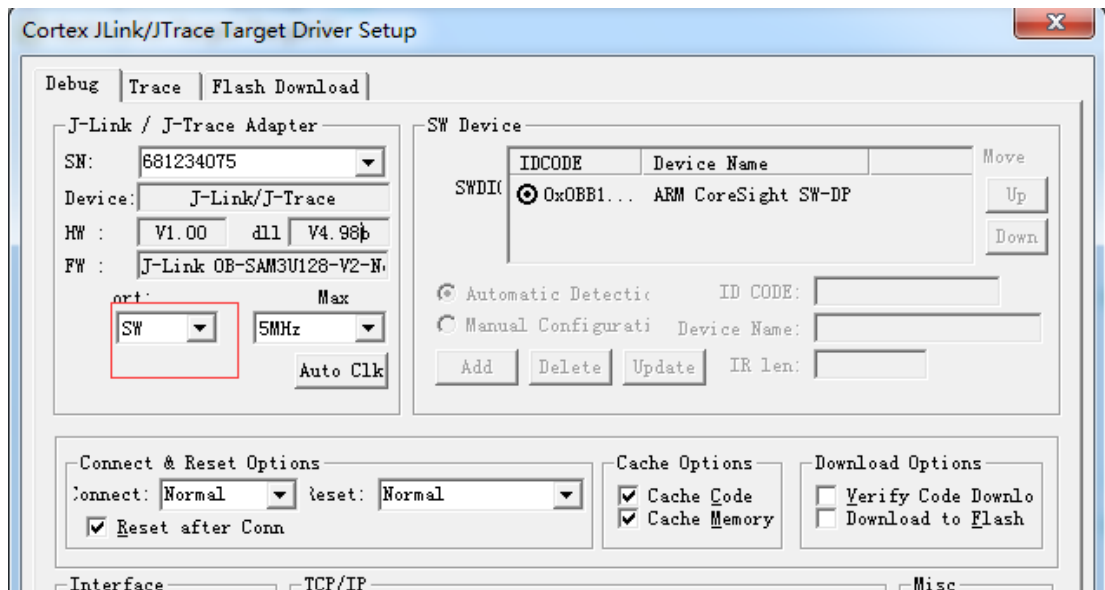 Cortex JLink/JTrace Target Driver Setup
Debug Trace Flash Download
J-Link / J-Trace Adapter
SN: 681234075
Device: J-Link/J-Trace
HW : V1.00 dll V4.98b
FW : J-Link OB-SAM3U128-V2-N
ort: Max
SW 5MHz
Auto Clk
SW Device
IDCODE Device Name
SWDI
0x0BB1... ARM CoreSight SW-DP
Move
Up
Down
Automatic Detectic ID CODE:
Manual Configurati Device Name:
Add Delete Update IR len:
Connect & Reset Options
Connect: Normal Reset: Normal
Reset after Conn
Cache Options
Cache Code
Cache Memory
Download Options
Verify Code Downlo
Download to Flash
Interface TCP/IP Misc